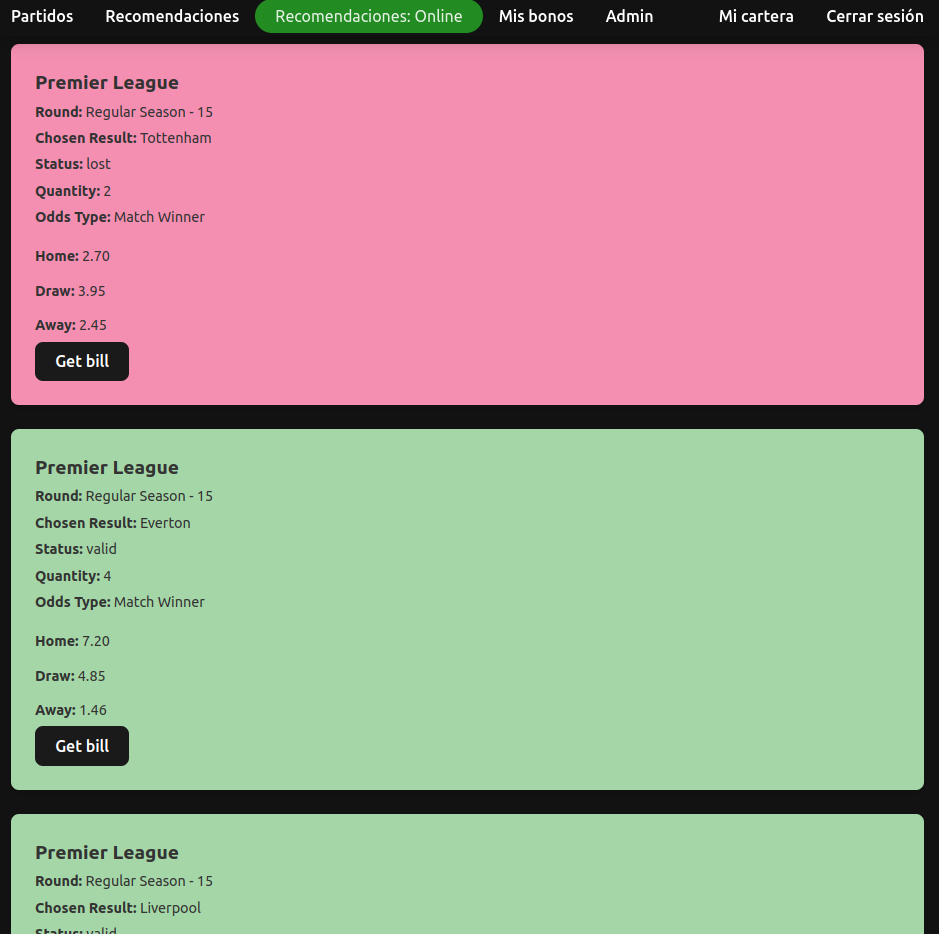 Partidos Recomendaciones Recomendaciones: Online Mis bonos Admin Mi cartera Cerrar sesión
Premier League
Round: Regular Season - 15
Chosen Result: Tottenham
Status: lost
Quantity: 2
Odds Type: Match Winner
Home: 2.70
Draw: 3.95
Away: 2.45
Get bill
Premier League
Round: Regular Season - 15
Chosen Result: Everton
Status: valid
Quantity: 4
Odds Type: Match Winner
Home: 7.20
Draw: 4.85
Away: 1.46
Get bill
Premier League
Round: Regular Season - 15
Chosen Result: Liverpool
Status: valid